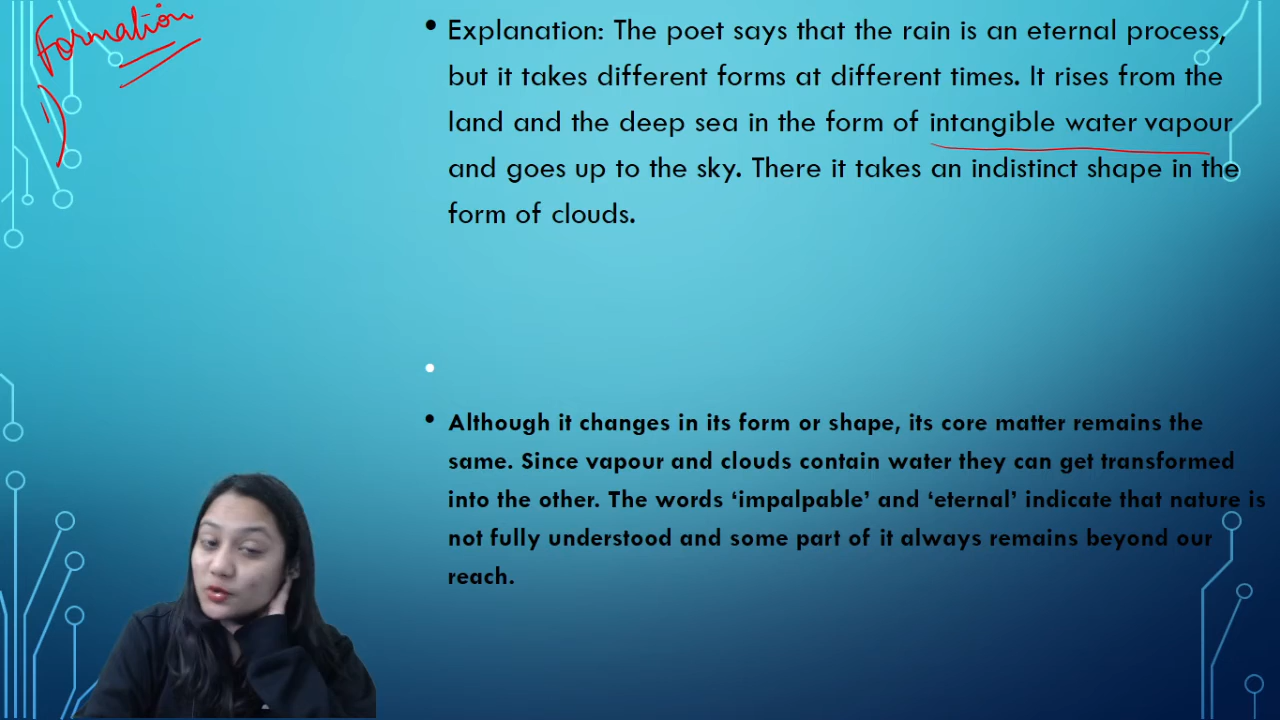 Formation
1)
• Explanation: The poet says that the rain is an eternal process,
but it takes different forms at different times. It rises from the
land and the deep sea in the form of intangible water vapour
and goes up to the sky. There it takes an indistinct shape in the
form of clouds.
•
• Although it changes in its form or shape, its core matter remains the
same. Since vapour and clouds contain water they can get transformed
into the other. The words ‘impalpable’ and ‘eternal’ indicate that nature is
not fully understood and some part of it always remains beyond our
reach.